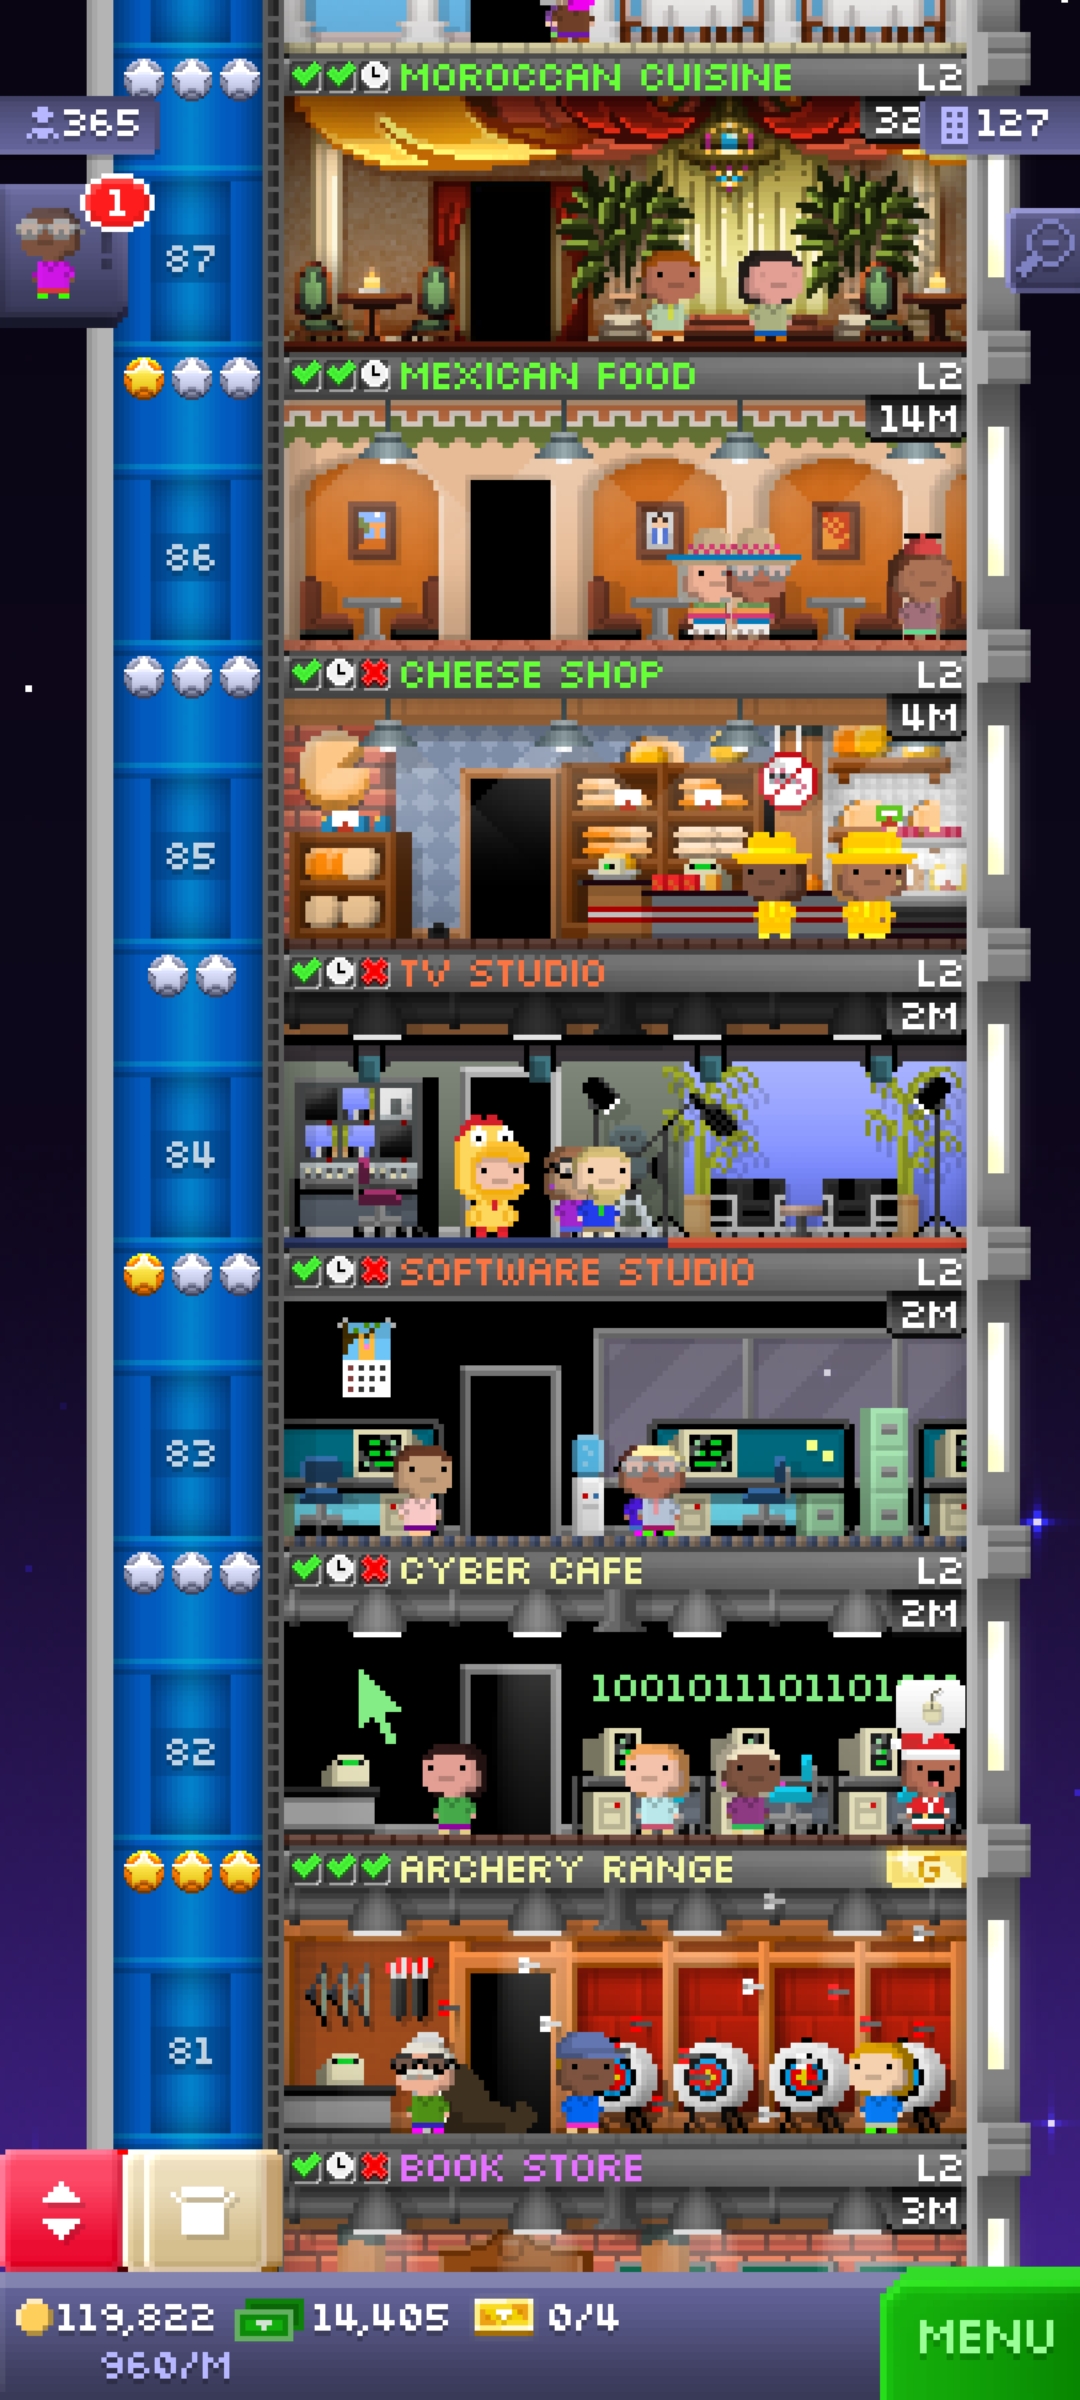 MOROCCAN CUISINE L2
365
32
127
1
87
MEXICAN FOOD L2
14M
86
CHEESE SHOP L2
4M
85
TV STUDIO L2
2M
84
SOFTWARE STUDIO L2
2M
83
CYBER CAFE L2
2M
1001011101101
82
ARCHERY RANGE G
81
BOOK STORE L2
3M
119,822 14,405 0/4
960/M
MENU